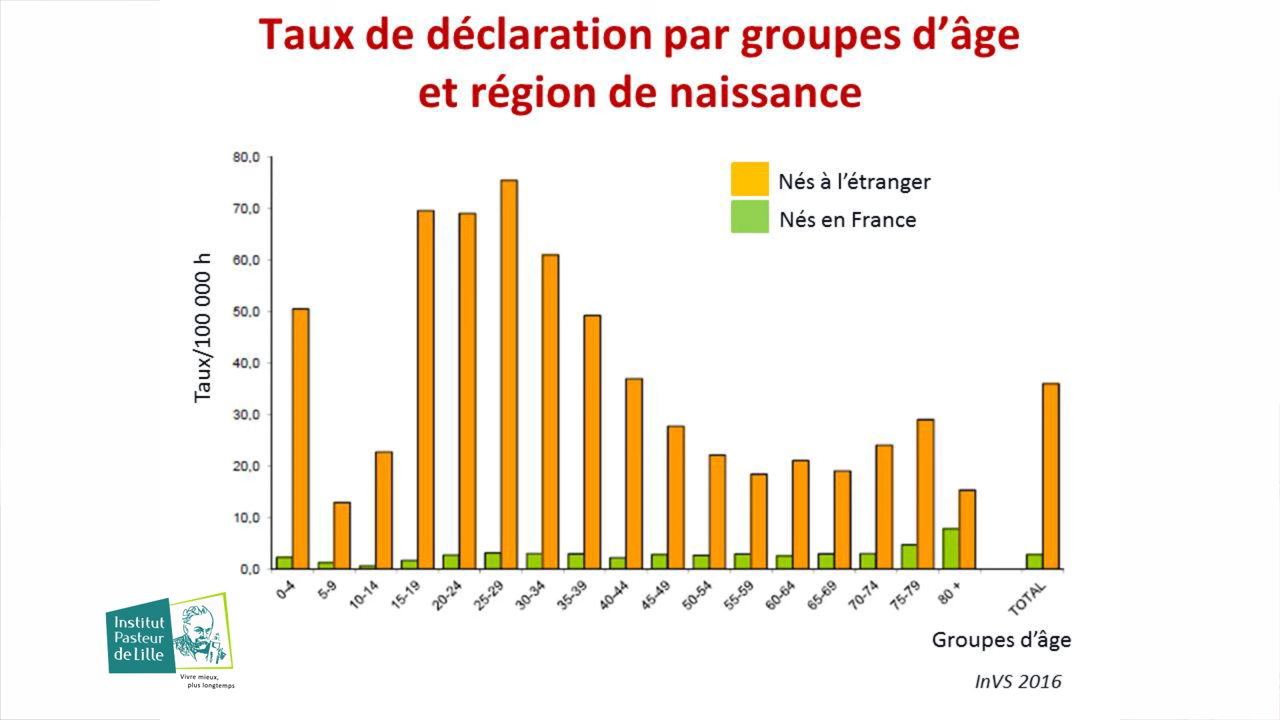 Taux de déclaration par groupes d’âge
et région de naissance
80,0
70,0
60,0
50,0
40,0
30,0
20,0
10,0
0,0
Taux/100 000 h
Nés à l’étranger
Nés en France
0-4
5-9
10-14
15-19
20-24
25-29
30-34
35-39
40-44
45-49
50-54
55-59
60-64
65-69
70-74
75-79
80 +
TOTAL
Groupes d’âge
InVS 2016
Institut
Pasteur
de Lille
Vivre mieux,
plus longtemps